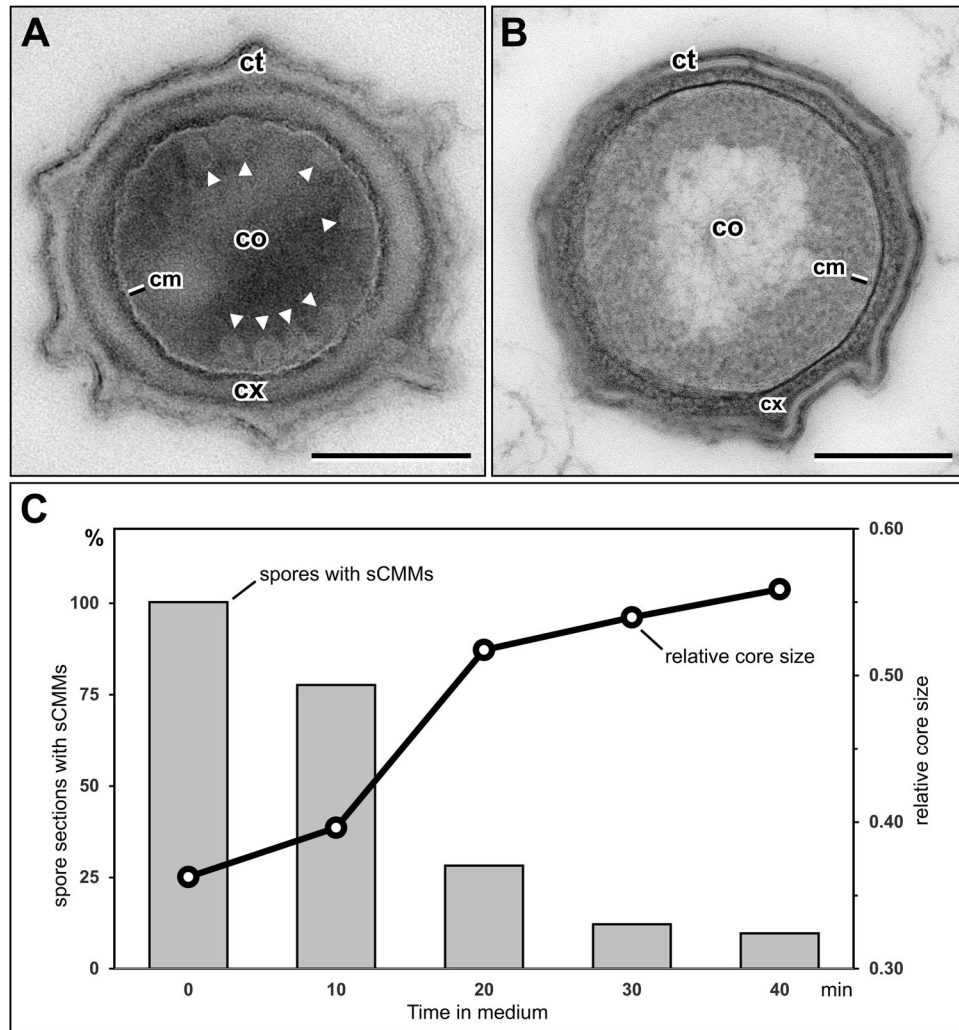 A
ct
co
cm
cx
B
ct
co
cm
cx
C
%
spores with sCMMs
relative core size
100
75
50
25
0
spore sections with sCMMs
0.60
0.50
0.40
0.30
relative core size
0 10 20 30 40 min
Time in medium